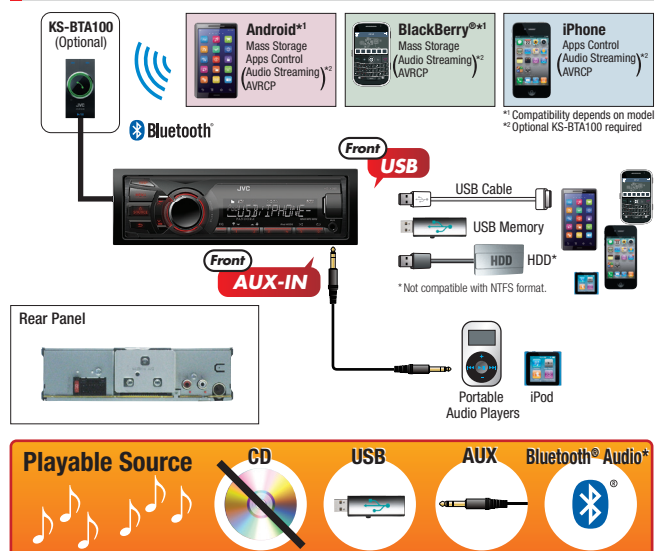 KS-BTA100
(Optional)
JVC
Bluetooth®
Android*1
Mass Storage
Apps Control
(Audio Streaming)*2
(AVRCP)
BlackBerry®*1
Mass Storage
(Audio Streaming)*2
(AVRCP)
iPhone
Apps Control
(Audio Streaming)*2
(AVRCP)
*1 Compatibility depends on model
*2 Optional KS-BTA100 required
Front
USB
JVC
USB/IPHONE
Front
AUX-IN
USB Cable
USB Memory
HDD
HDD*
*Not compatible with NTFS format.
Rear Panel
Portable
Audio Players
iPod
Playable Source
CD
USB
AUX
Bluetooth® Audio*
®